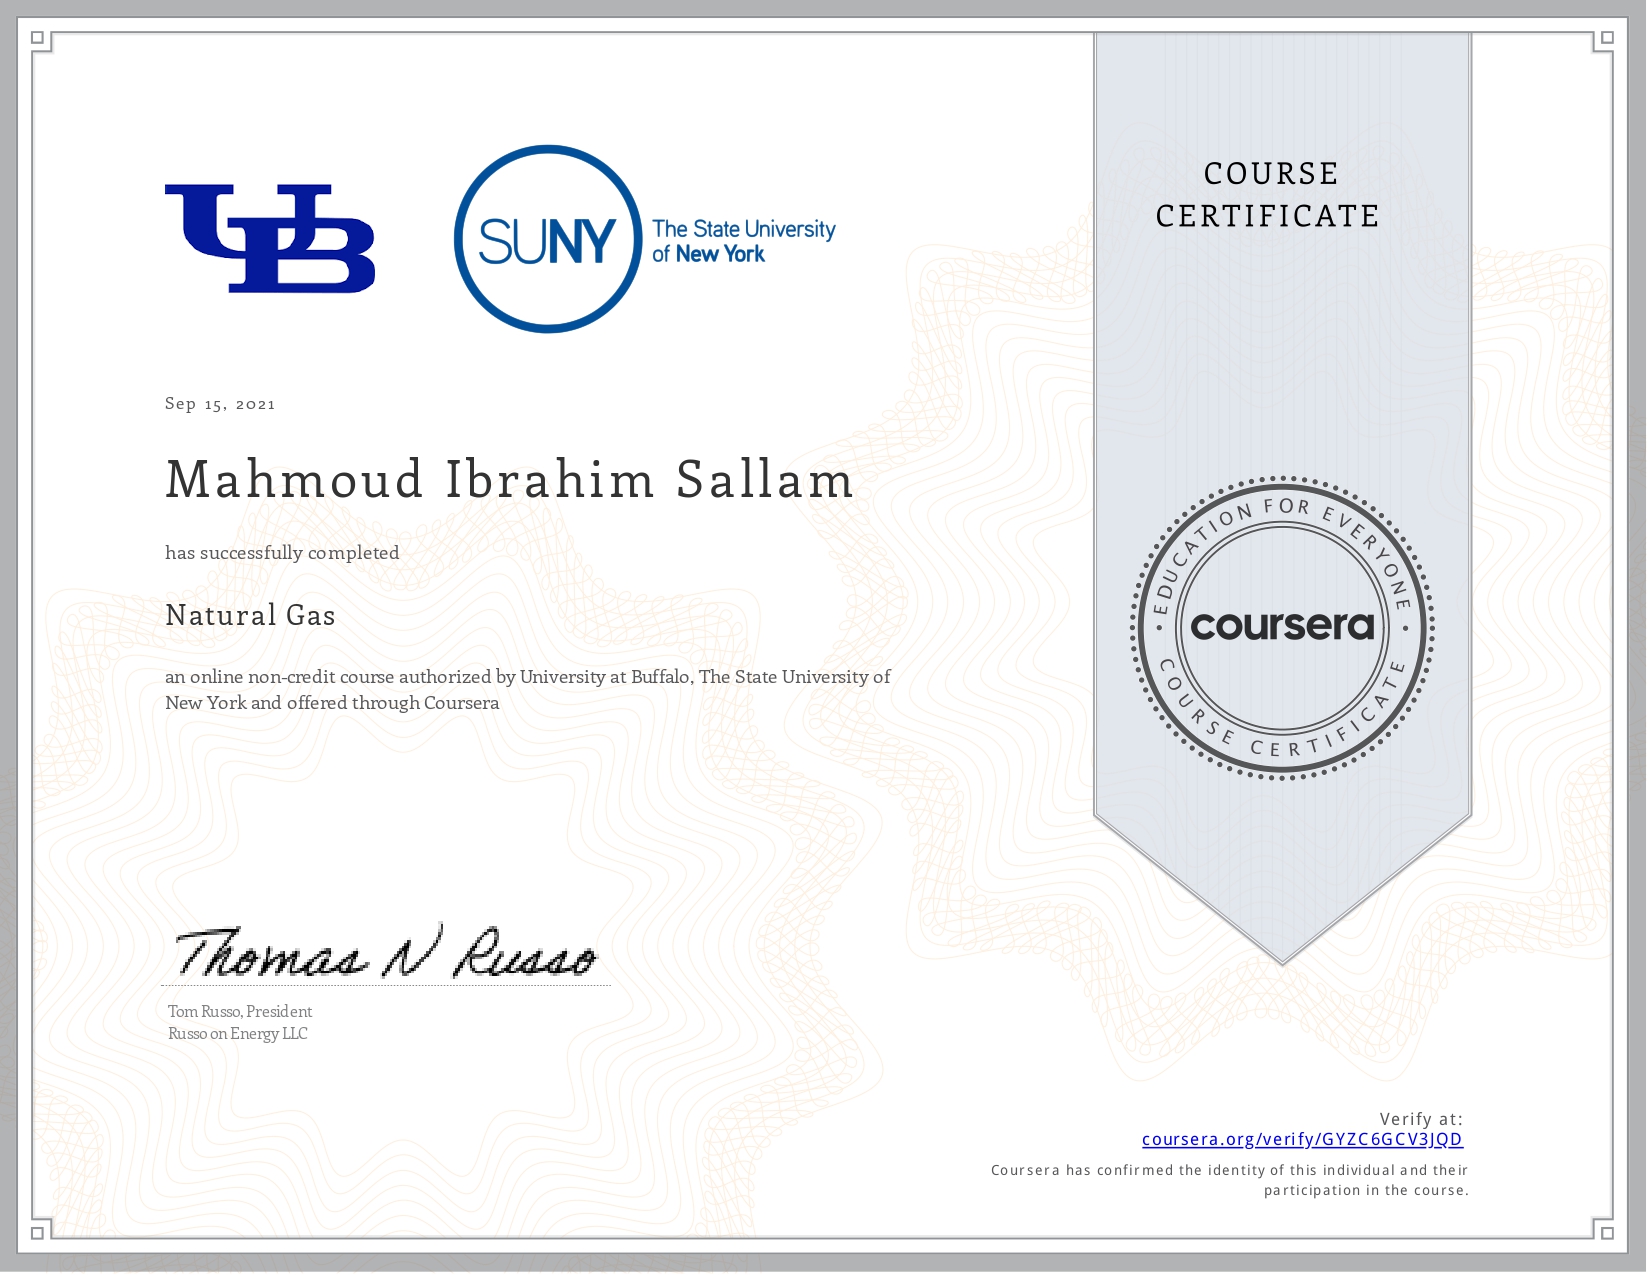 UB
SUNY
The State University
of New York
COURSE
CERTIFICATE
Sep 15, 2021
Mahmoud Ibrahim Sallam
has successfully completed
Natural Gas
an online non-credit course authorized by University at Buffalo, The State University of
New York and offered through Coursera
EDUCATION FOR EVERYONE
coursera
COURSE CERTIFICATE
Thomas N Russo
Tom Russo, President
Russo on Energy LLC
Verify at:
coursera.org/verify/GYZC6GCV3JQD
Coursera has confirmed the identity of this individual and their
participation in the course.